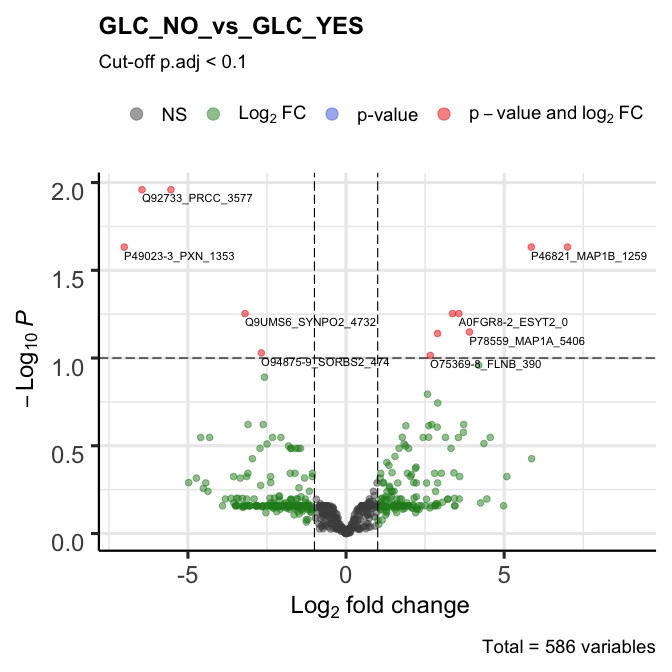 GLC_NO_vs_GLC_YES
Cut-off p.adj < 0.1
NS
Log₂ FC
p-value
p − value and log₂ FC
− Log₁₀ P
2.0
1.5
1.0
0.5
0.0
Q92733_PRCC_3577
P49023-3_PXN_1353
P46821_MAP1B_1259
Q9UMS6_SYNPO2_4732
A0FGR8-2_ESYT2_0
P78559_MAP1A_5406
O94875-9_SORBS2_474
O75369-8_FLNB_390
-5
0
5
Log₂ fold change
Total = 586 variables